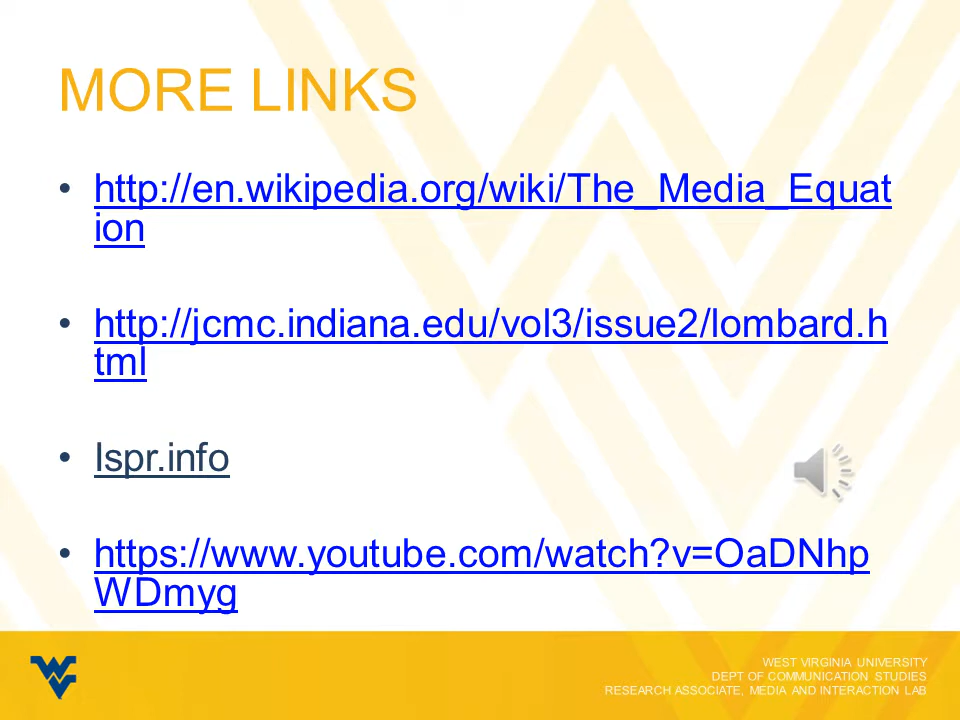 MORE LINKS
• http://en.wikipedia.org/wiki/The_Media_Equat
ion
• http://jcmc.indiana.edu/vol3/issue2/lombard.h
tml
• Ispr.info
• https://www.youtube.com/watch?v=OaDNhp
WDmyg
WEST VIRGINIA UNIVERSITY
DEPT OF COMMUNICATION STUDIES
RESEARCH ASSOCIATE, MEDIA AND INTERACTION LAB